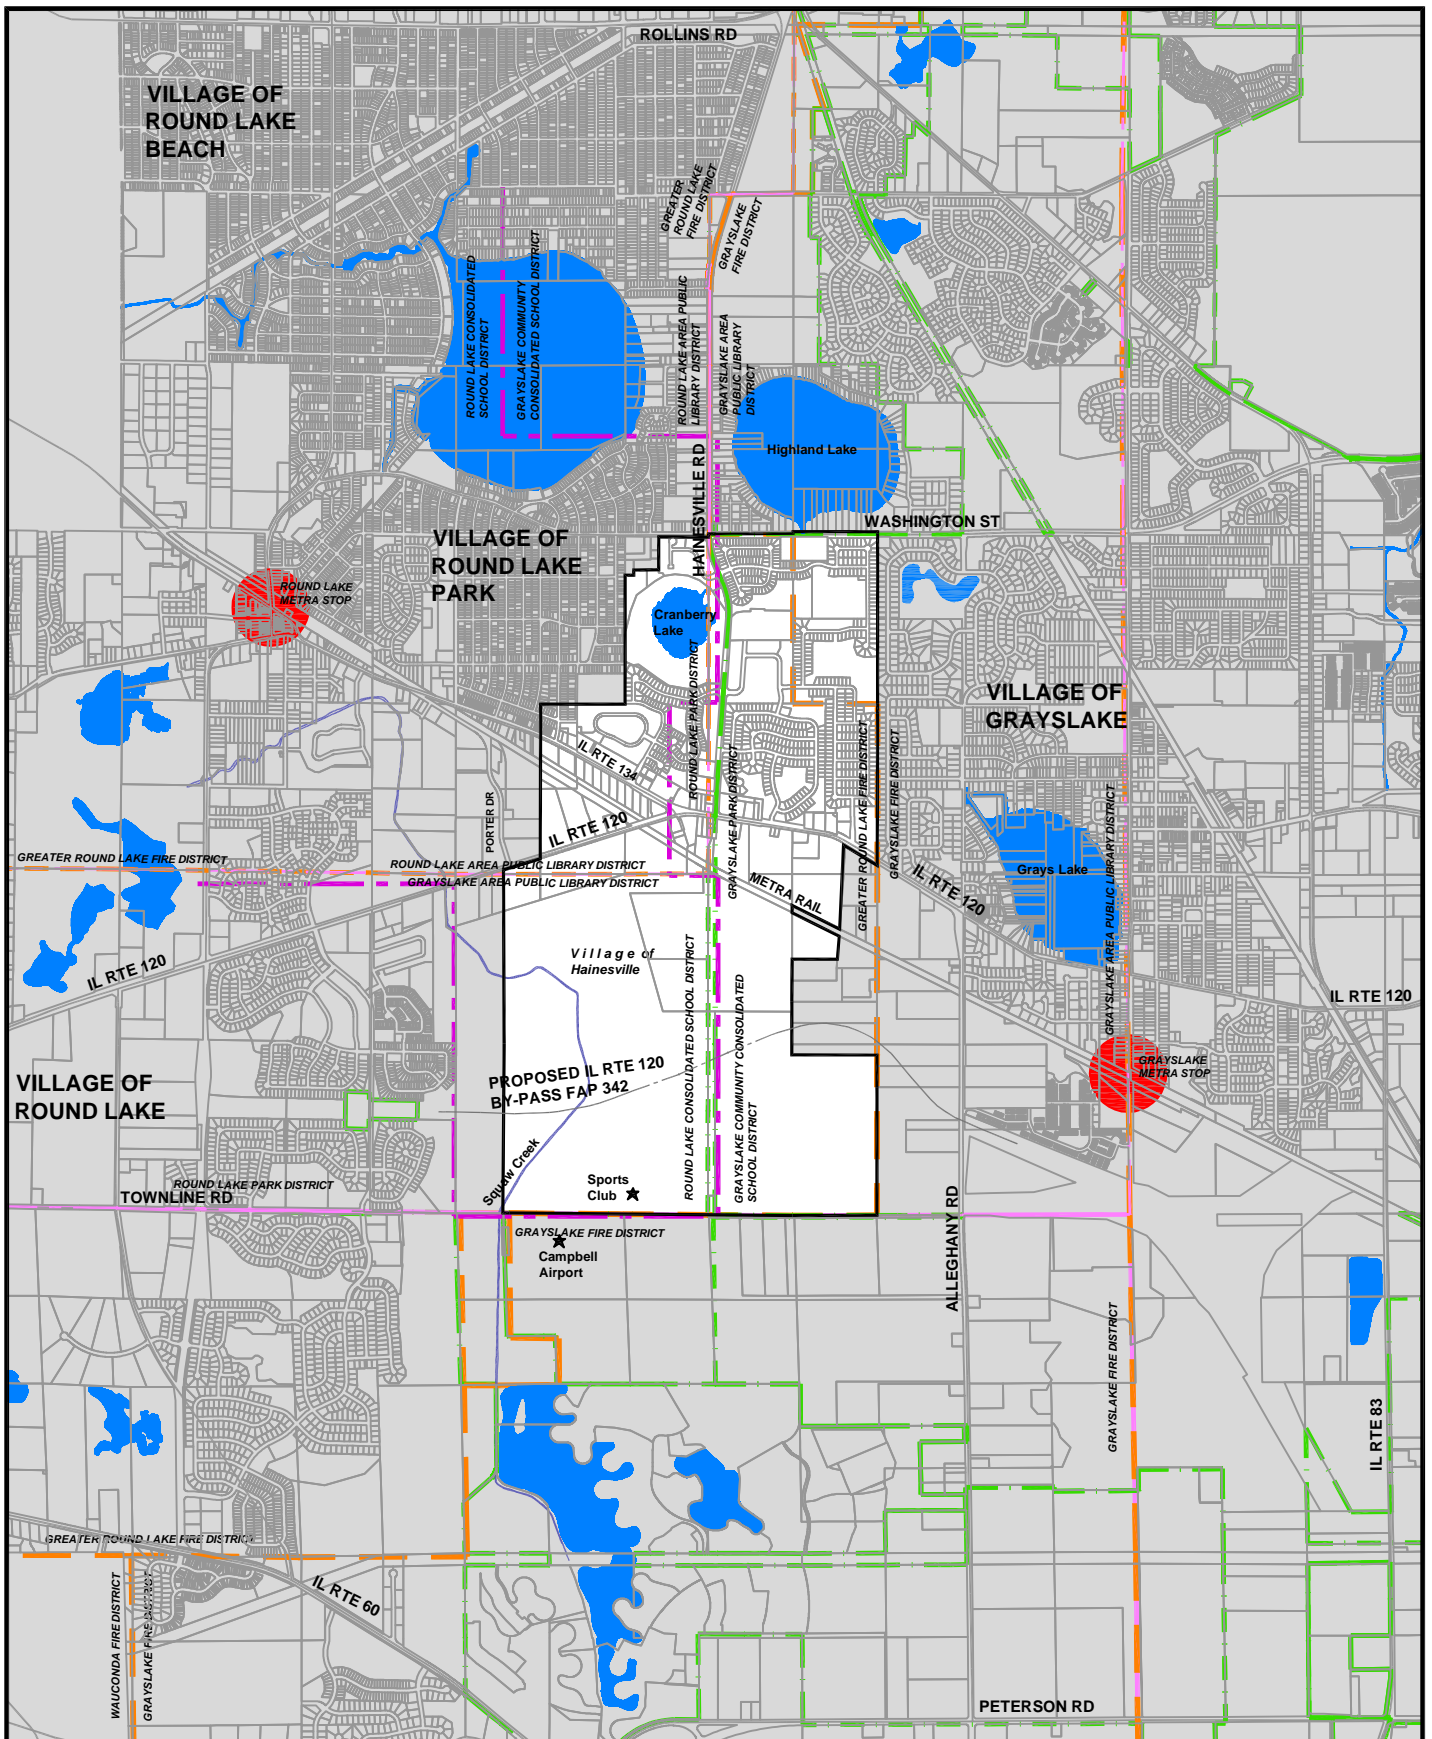 ROLLINS RD
VILLAGE OF
ROUND LAKE
BEACH
GREATER
ROUND LAKE
FIRE DISTRICT
GRAYSLAKE
FIRE DISTRICT
ROUND LAKE CONSOLIDATED
SCHOOL DISTRICT
GRAYSLAKE COMMUNITY
CONSOLIDATED SCHOOL DISTRICT
ROUND LAKE AREA PUBLIC
LIBRARY DISTRICT
GRAYSLAKE AREA
PUBLIC LIBRARY
DISTRICT
HAINESVILLE RD
Highland Lake
WASHINGTON ST
VILLAGE OF
ROUND LAKE
PARK
ROUND LAKE
METRA STOP
Cranberry
Lake
ROUND LAKE PARK DISTRICT
GRAYSLAKE PARK DISTRICT
VILLAGE OF
GRAYSLAKE
IL RTE 134
GREATER ROUND LAKE FIRE DISTRICT
GRAYSLAKE FIRE DISTRICT
PORTER DR
IL RTE 120
GREATER ROUND LAKE FIRE DISTRICT
ROUND LAKE AREA PUBLIC LIBRARY DISTRICT
GRAYSLAKE AREA PUBLIC LIBRARY DISTRICT
METRA RAIL
IL RTE 120
Grays Lake
GRAYSLAKE AREA PUBLIC LIBRARY DISTRICT
IL RTE 120
Village of
Hainesville
ROUND LAKE CONSOLIDATED SCHOOL DISTRICT
GRAYSLAKE COMMUNITY CONSOLIDATED
SCHOOL DISTRICT
IL RTE 120
GRAYSLAKE
METRA STOP
VILLAGE OF
ROUND LAKE
PROPOSED IL RTE 120
BY-PASS FAP 342
Squaw Creek
Sports
Club
ROUND LAKE PARK DISTRICT
TOWNLINE RD
GRAYSLAKE FIRE DISTRICT
Campbell
Airport
ALLEGHANY RD
GRAYSLAKE FIRE DISTRICT
IL RTE 83
GREATER ROUND LAKE FIRE DISTRICT
WAUCONDA FIRE DISTRICT
GRAYSLAKE FIRE DISTRICT
IL RTE 60
PETERSON RD